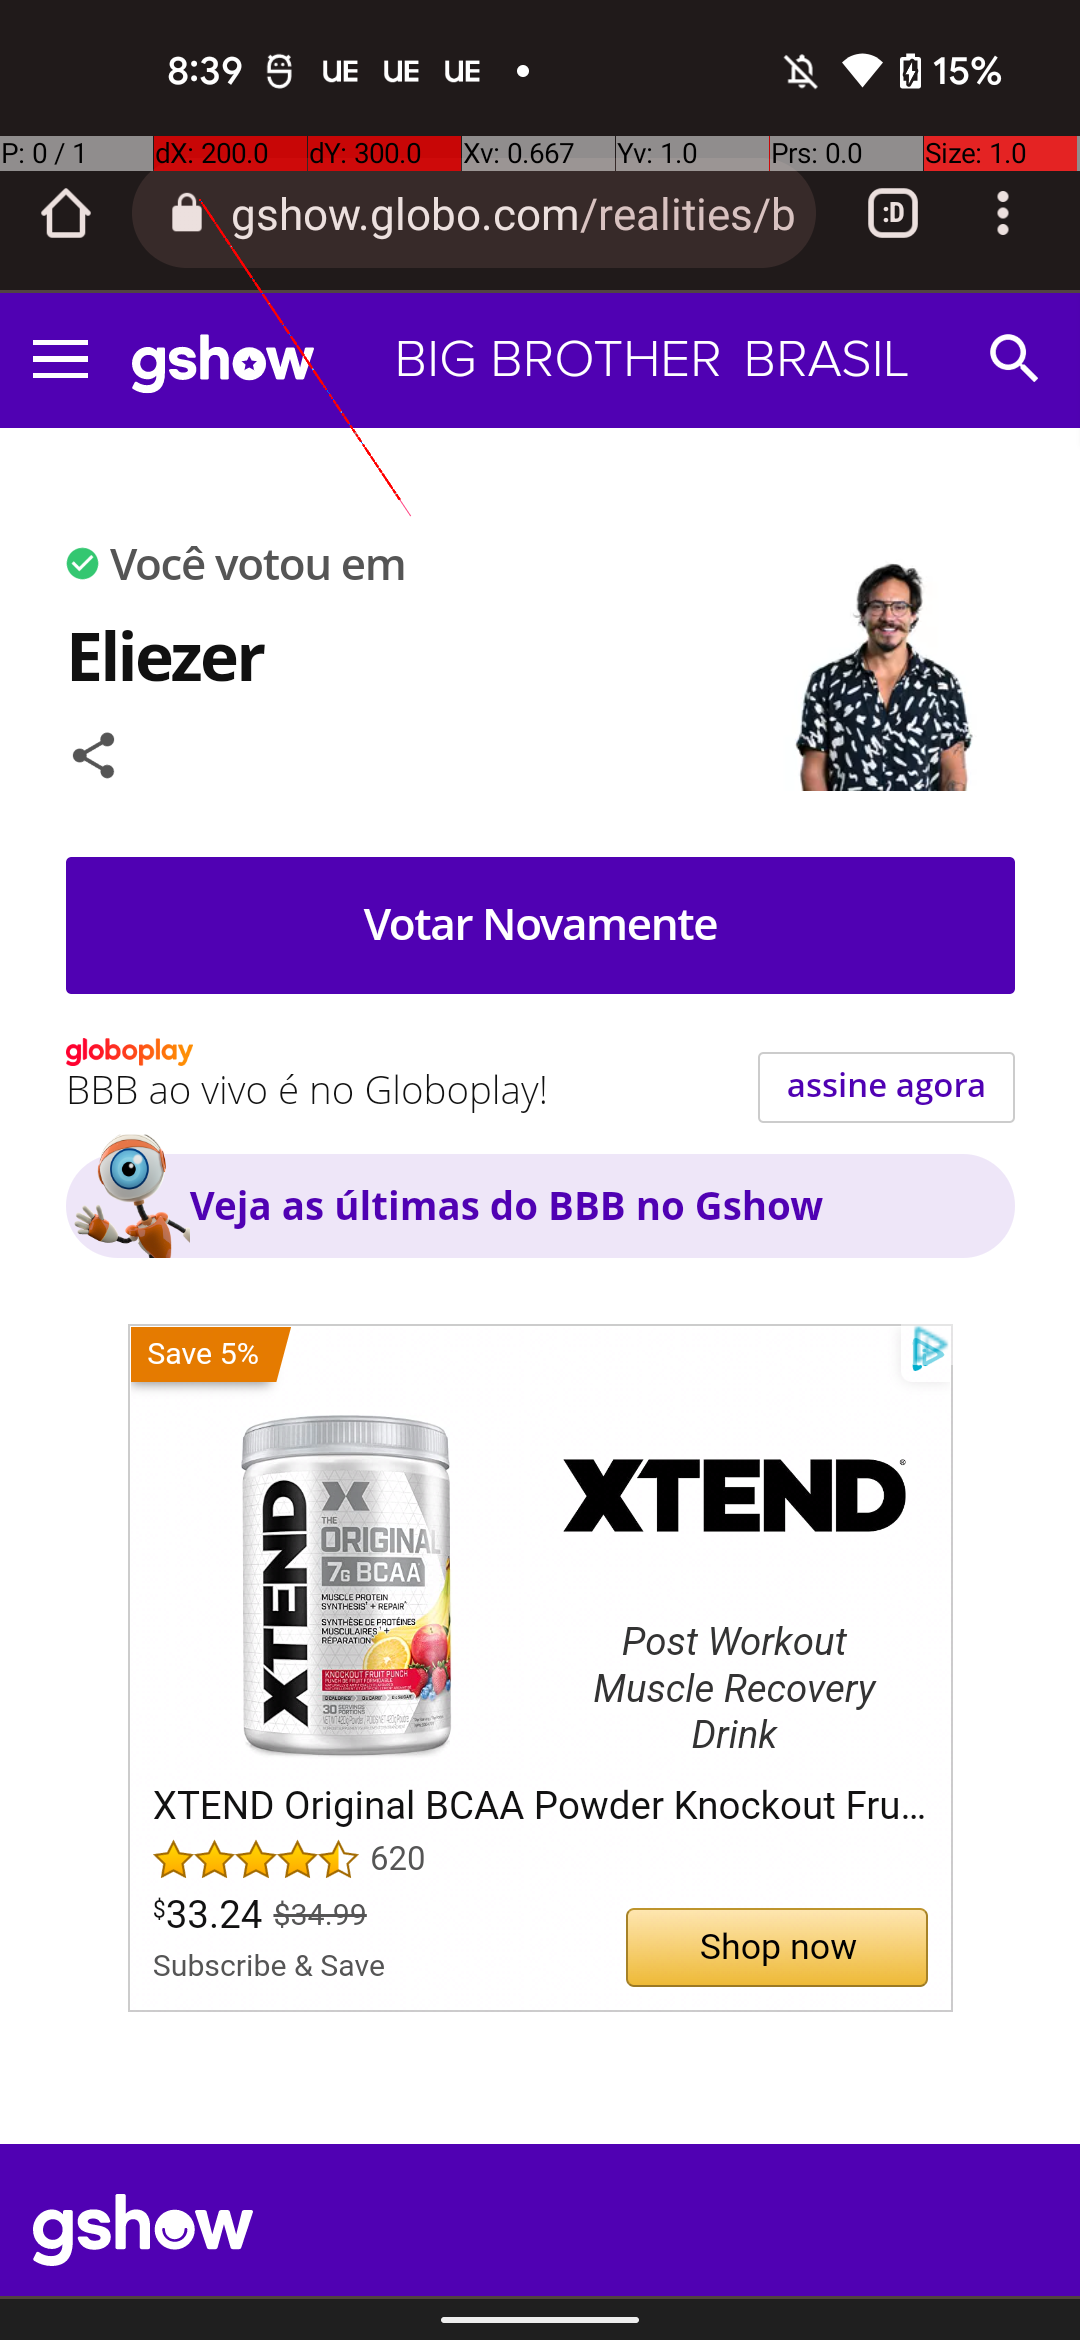 8:39 UE UE UE 15%
P: 0 / 1 dX: 200.0 dY: 300.0 Xv: 0.667 Yv: 1.0 Prs: 0.0 Size: 1.0
gshow.globo.com/realities/b :D
gshow BIG BROTHER BRASIL
Você votou em
Eliezer
Votar Novamente
globoplay
BBB ao vivo é no Globoplay!
assine agora
Veja as últimas do BBB no Gshow
Save 5%
XTEND
THE
ORIGINAL
7G BCAA
MUSCLE PROTEIN
SYNTHESIS† + REPAIR^
SYNTHÈSE DE PROTÉINES
MUSCULAIRES † +
RÉPARATION^
KNOCKOUT FRUIT PUNCH
30 SERVINGS
PORTIONS
XTEND®
Post Workout
Muscle Recovery
Drink
XTEND Original BCAA Powder Knockout Fru...
620
$33.24 $34.99
Subscribe & Save
Shop now
gshow